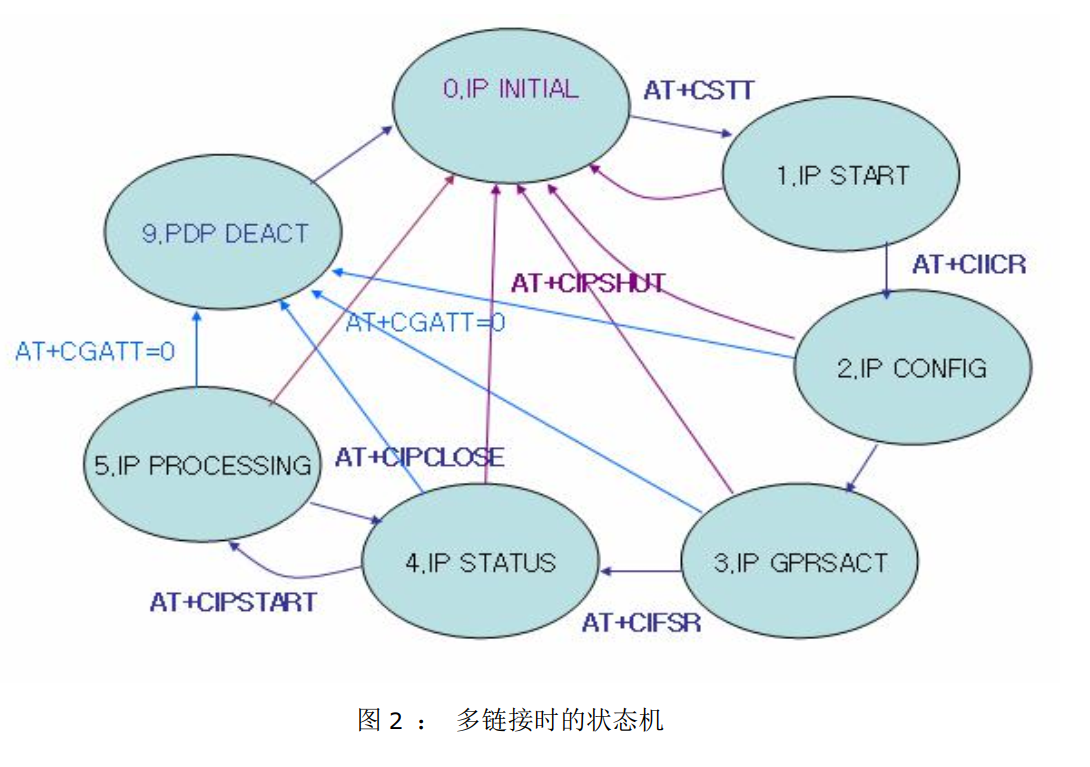 0,IP INITIAL
AT+CSTT
1,IP START
9,PDP DEACT
AT+CIICR
AT+CIPSHUT
AT+CGATT=0
AT+CGATT=0
2,IP CONFIG
5,IP PROCESSING
AT+CIPCLOSE
4,IP STATUS
3,IP GPRSACT
AT+CIPSTART
AT+CIFSR
图 2 ： 多链接时的状态机